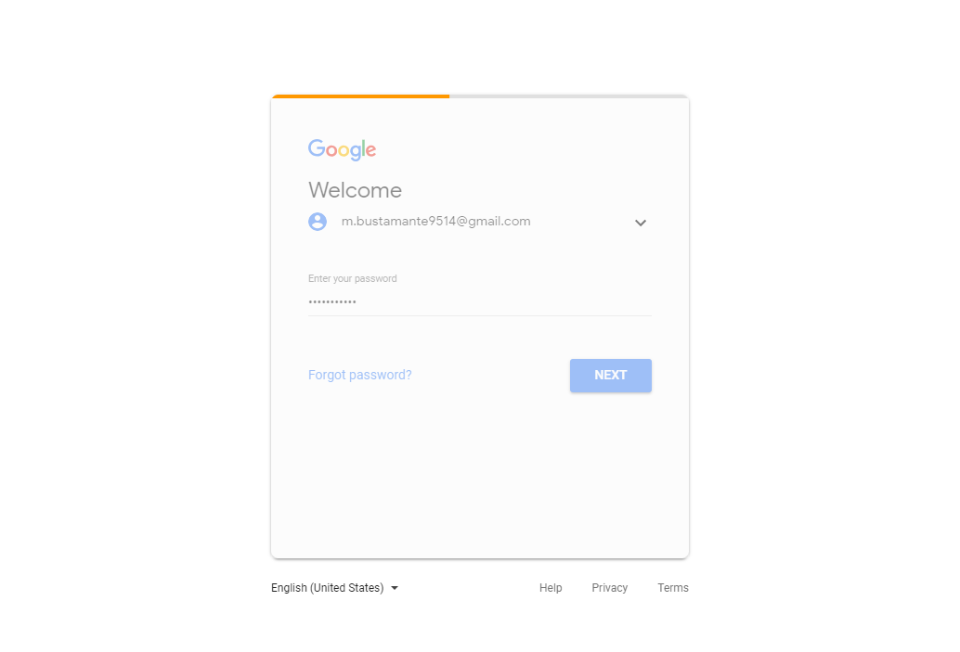 Google
Welcome
m.bustamante9514@gmail.com
Enter your password
•••••••••••
Forgot password?
NEXT
English (United States)
Help Privacy Terms